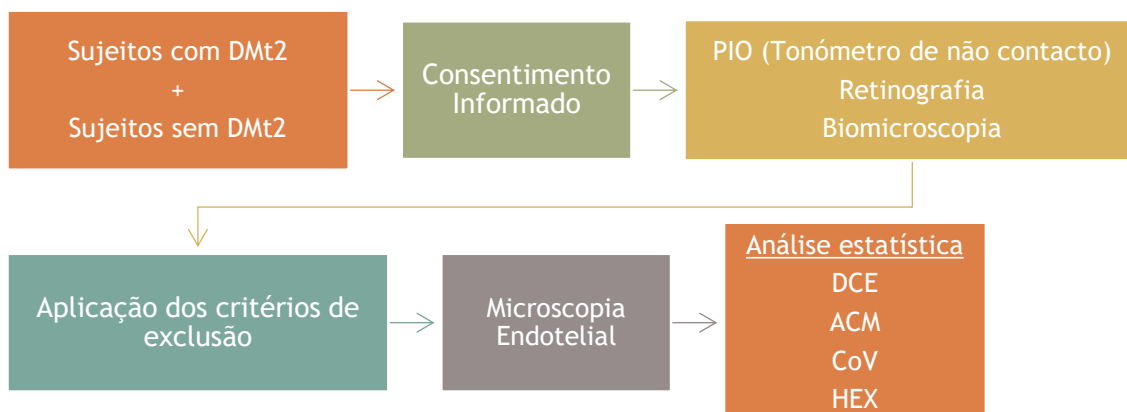 Sujeitos com DMt2
+
Sujeitos sem DMt2
Consentimento
Informado
PIO (Tonómetro de não contacto)
Retinografia
Biomicroscopia
Aplicação dos critérios de
exclusão
Microscopia
Endotelial
Análise estatística
DCE
ACM
CoV
HEX